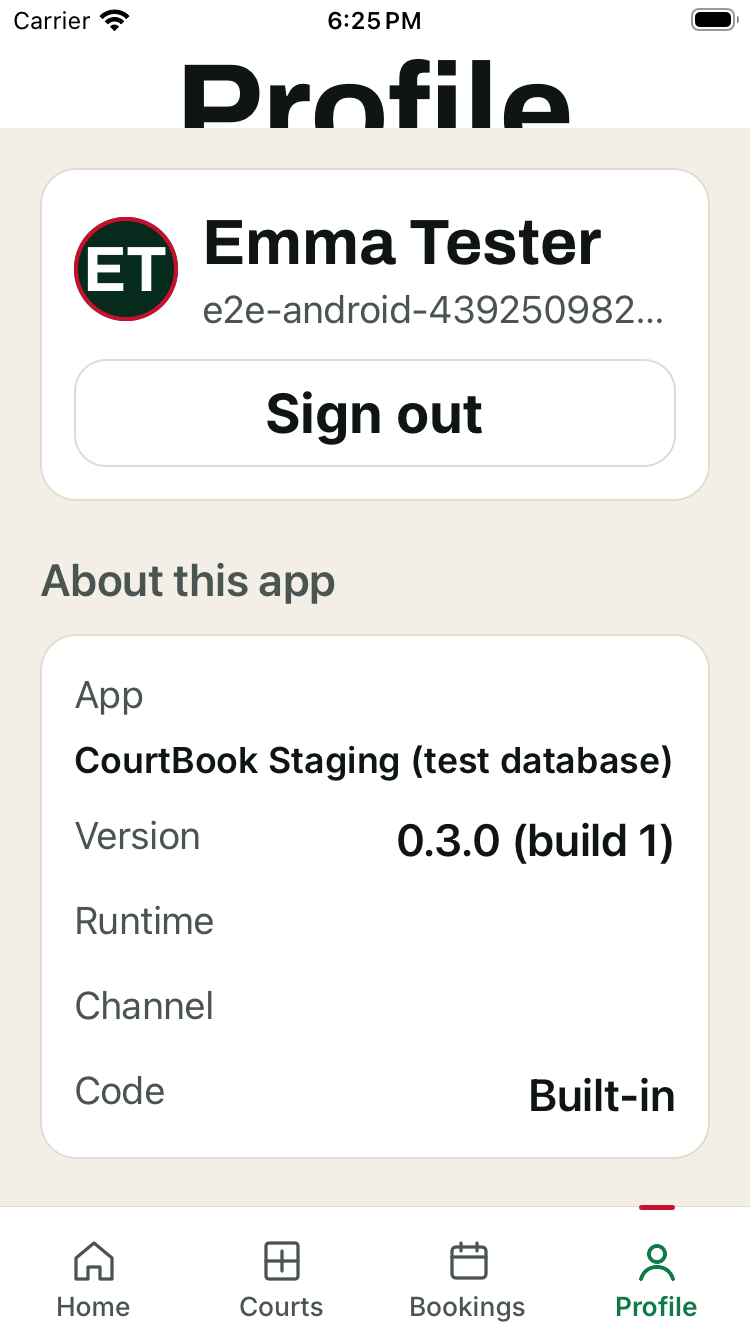 Carrier 6:25 PM
Profile
ET
Emma Tester
e2e-android-439250982...
Sign out
About this app
App
CourtBook Staging (test database)
Version 0.3.0 (build 1)
Runtime
Channel
Code Built-in
Home Courts Bookings Profile